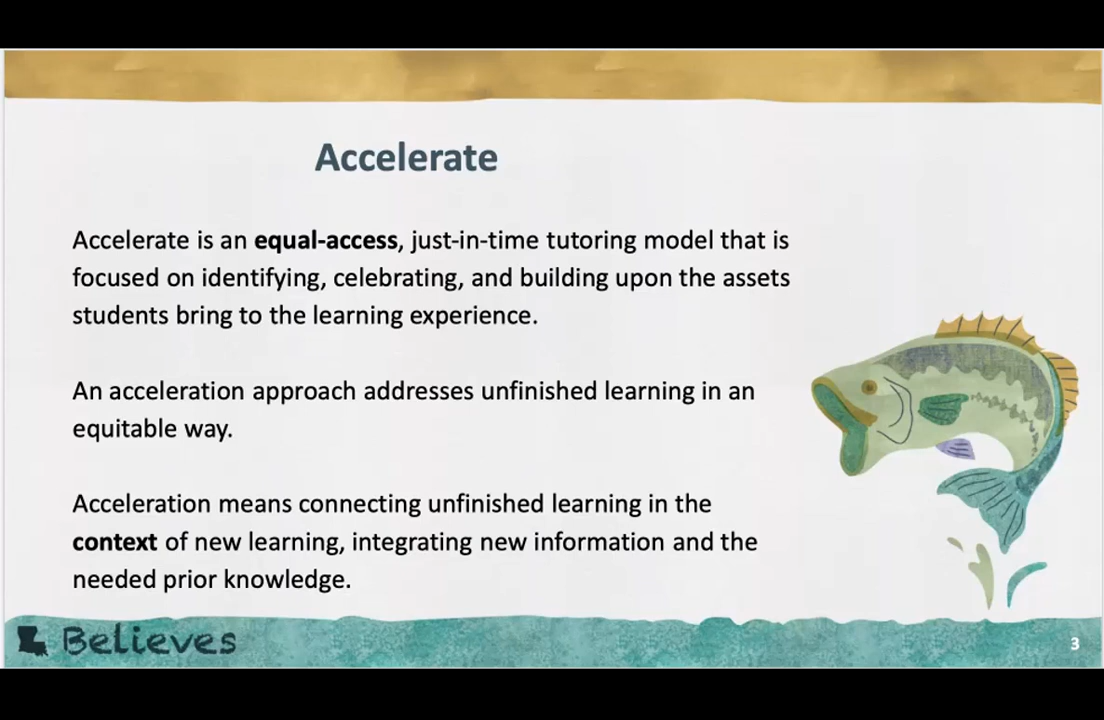 Accelerate
Accelerate is an equal-access, just-in-time tutoring model that is
focused on identifying, celebrating, and building upon the assets
students bring to the learning experience.
An acceleration approach addresses unfinished learning in an
equitable way.
Acceleration means connecting unfinished learning in the
context of new learning, integrating new information and the
needed prior knowledge.
Believes
3